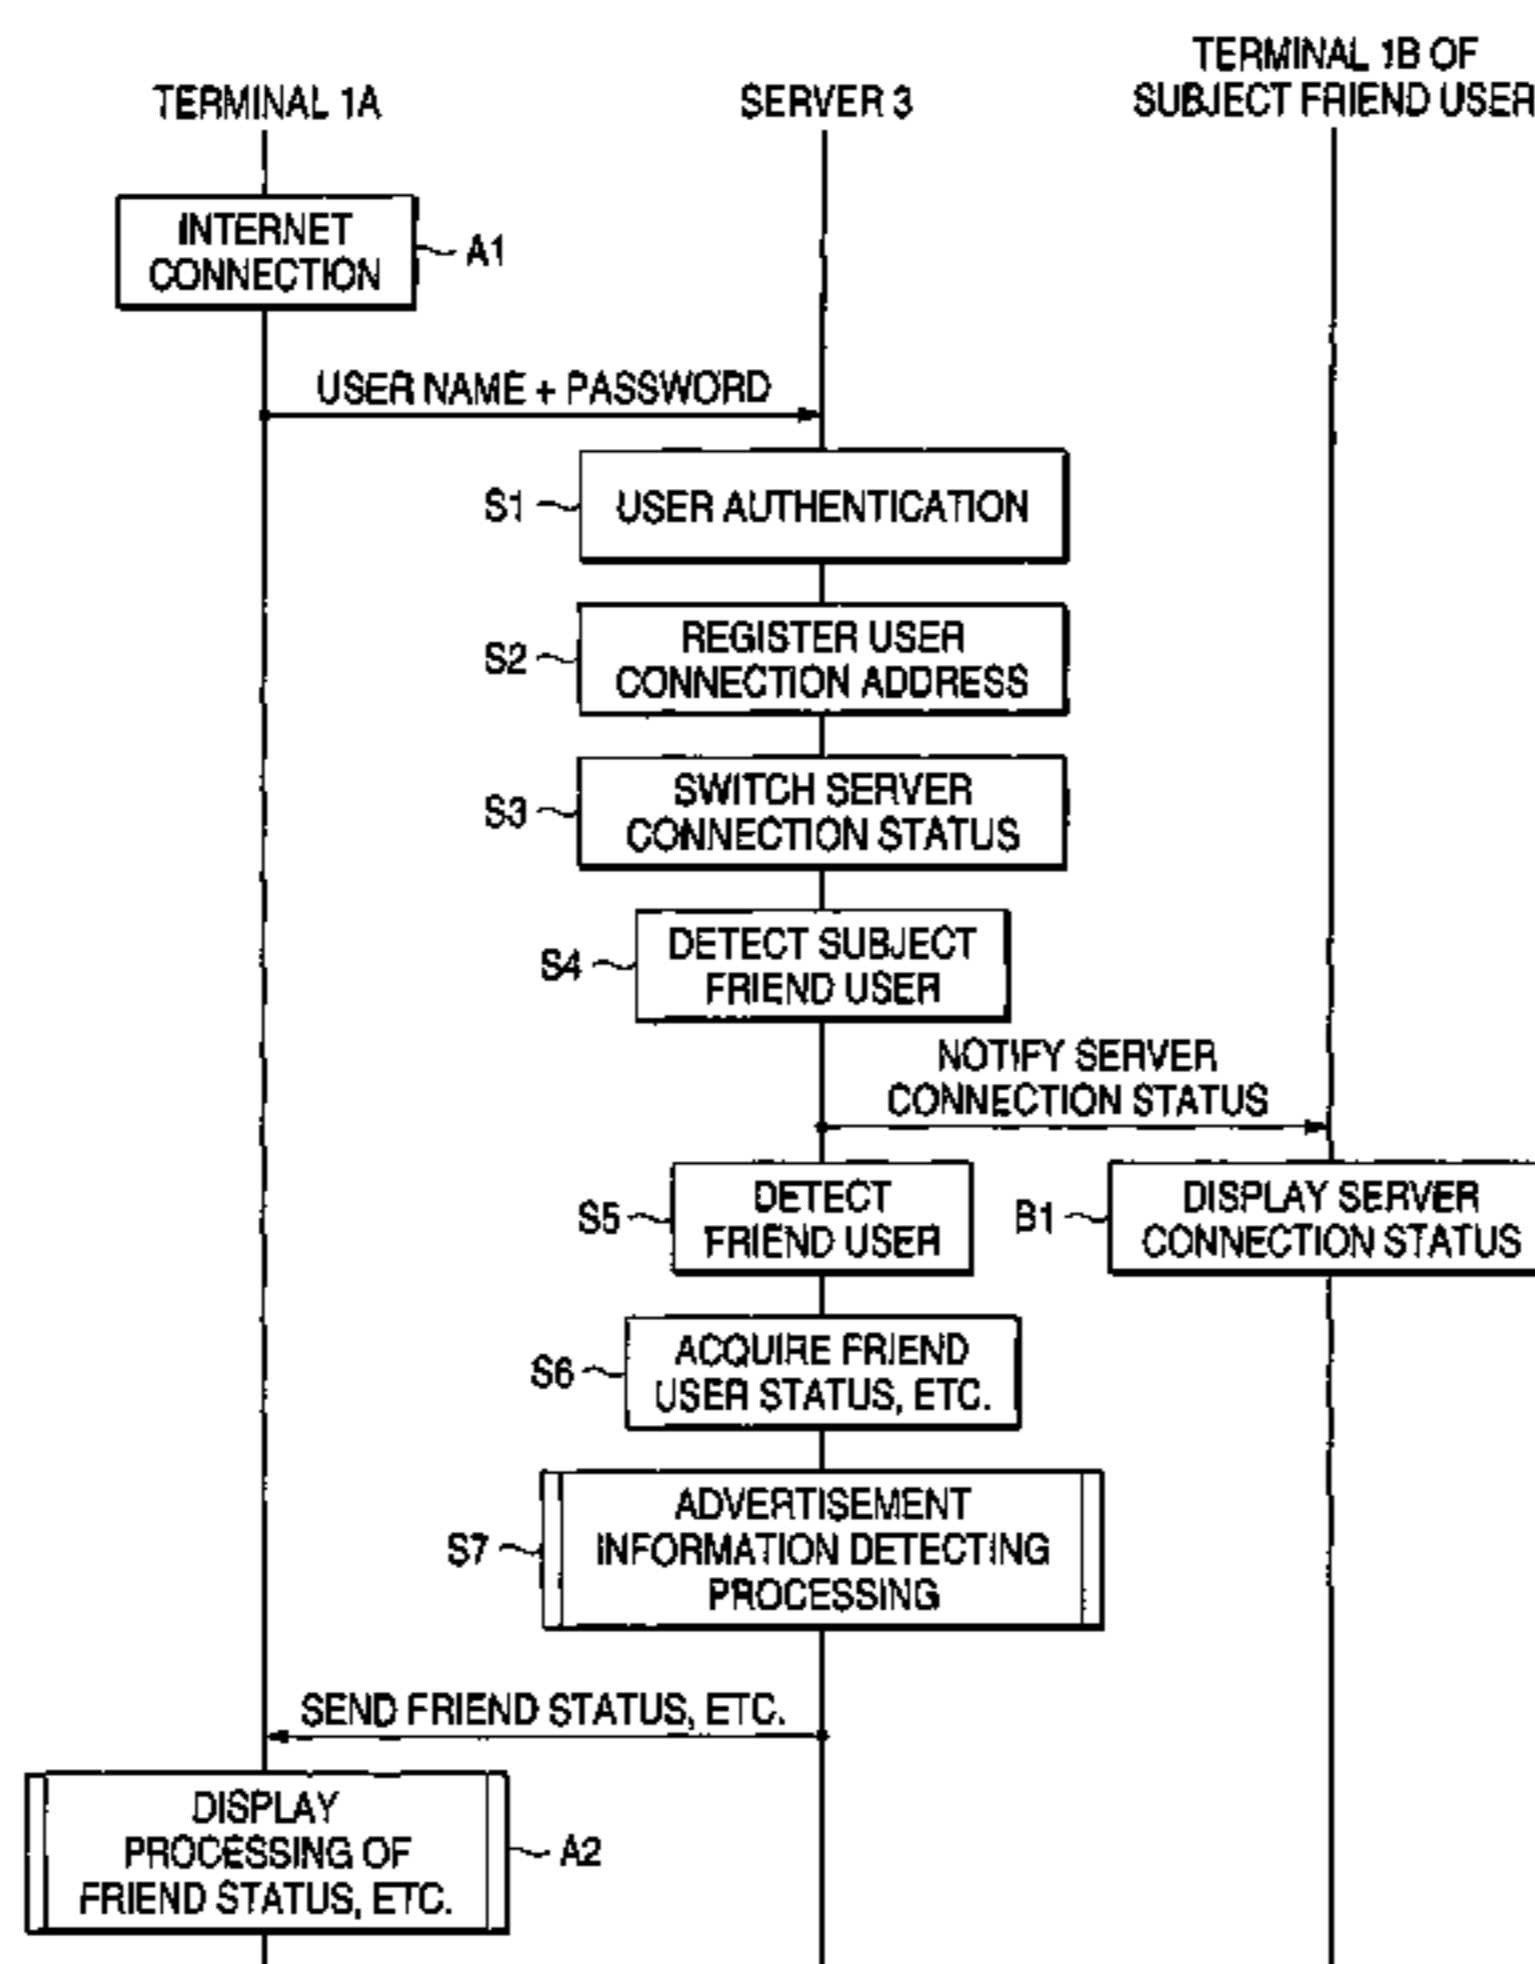 TERMINAL 1A
SERVER 3
TERMINAL 1B OF
SUBJECT FRIEND USER
INTERNET
CONNECTION
A1
USER NAME + PASSWORD
S1
USER AUTHENTICATION
S2
REGISTER USER
CONNECTION ADDRESS
S3
SWITCH SERVER
CONNECTION STATUS
S4
DETECT SUBJECT
FRIEND USER
NOTIFY SERVER
CONNECTION STATUS
S5
DETECT
FRIEND USER
B1
DISPLAY SERVER
CONNECTION STATUS
S6
ACQUIRE FRIEND
USER STATUS, ETC.
S7
ADVERTISEMENT
INFORMATION DETECTING
PROCESSING
SEND FRIEND STATUS, ETC.
DISPLAY
PROCESSING OF
FRIEND STATUS, ETC.
A2